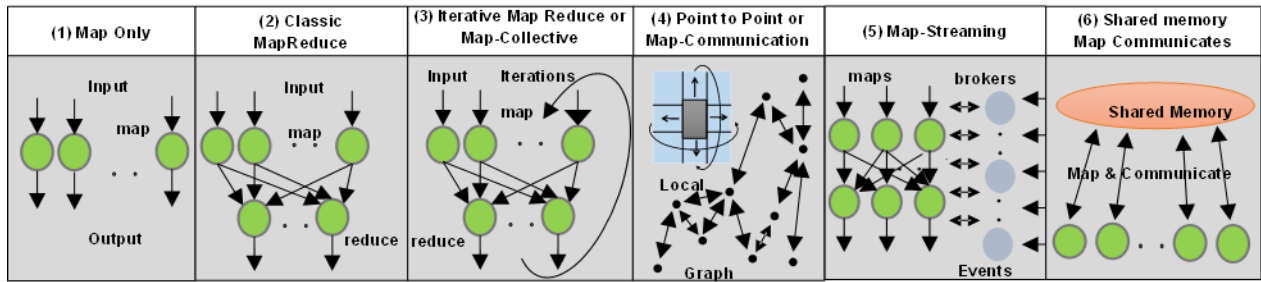 (1) Map Only
(2) Classic
MapReduce
(3) Iterative Map Reduce or
Map-Collective
(4) Point to Point or
Map-Communication
(5) Map-Streaming
(6) Shared memory
Map Communicates
Input
map
Output
Input
map
reduce
Input
Iterations
map
reduce
Local
Graph
maps
brokers
Events
Shared Memory
Map & Communicate